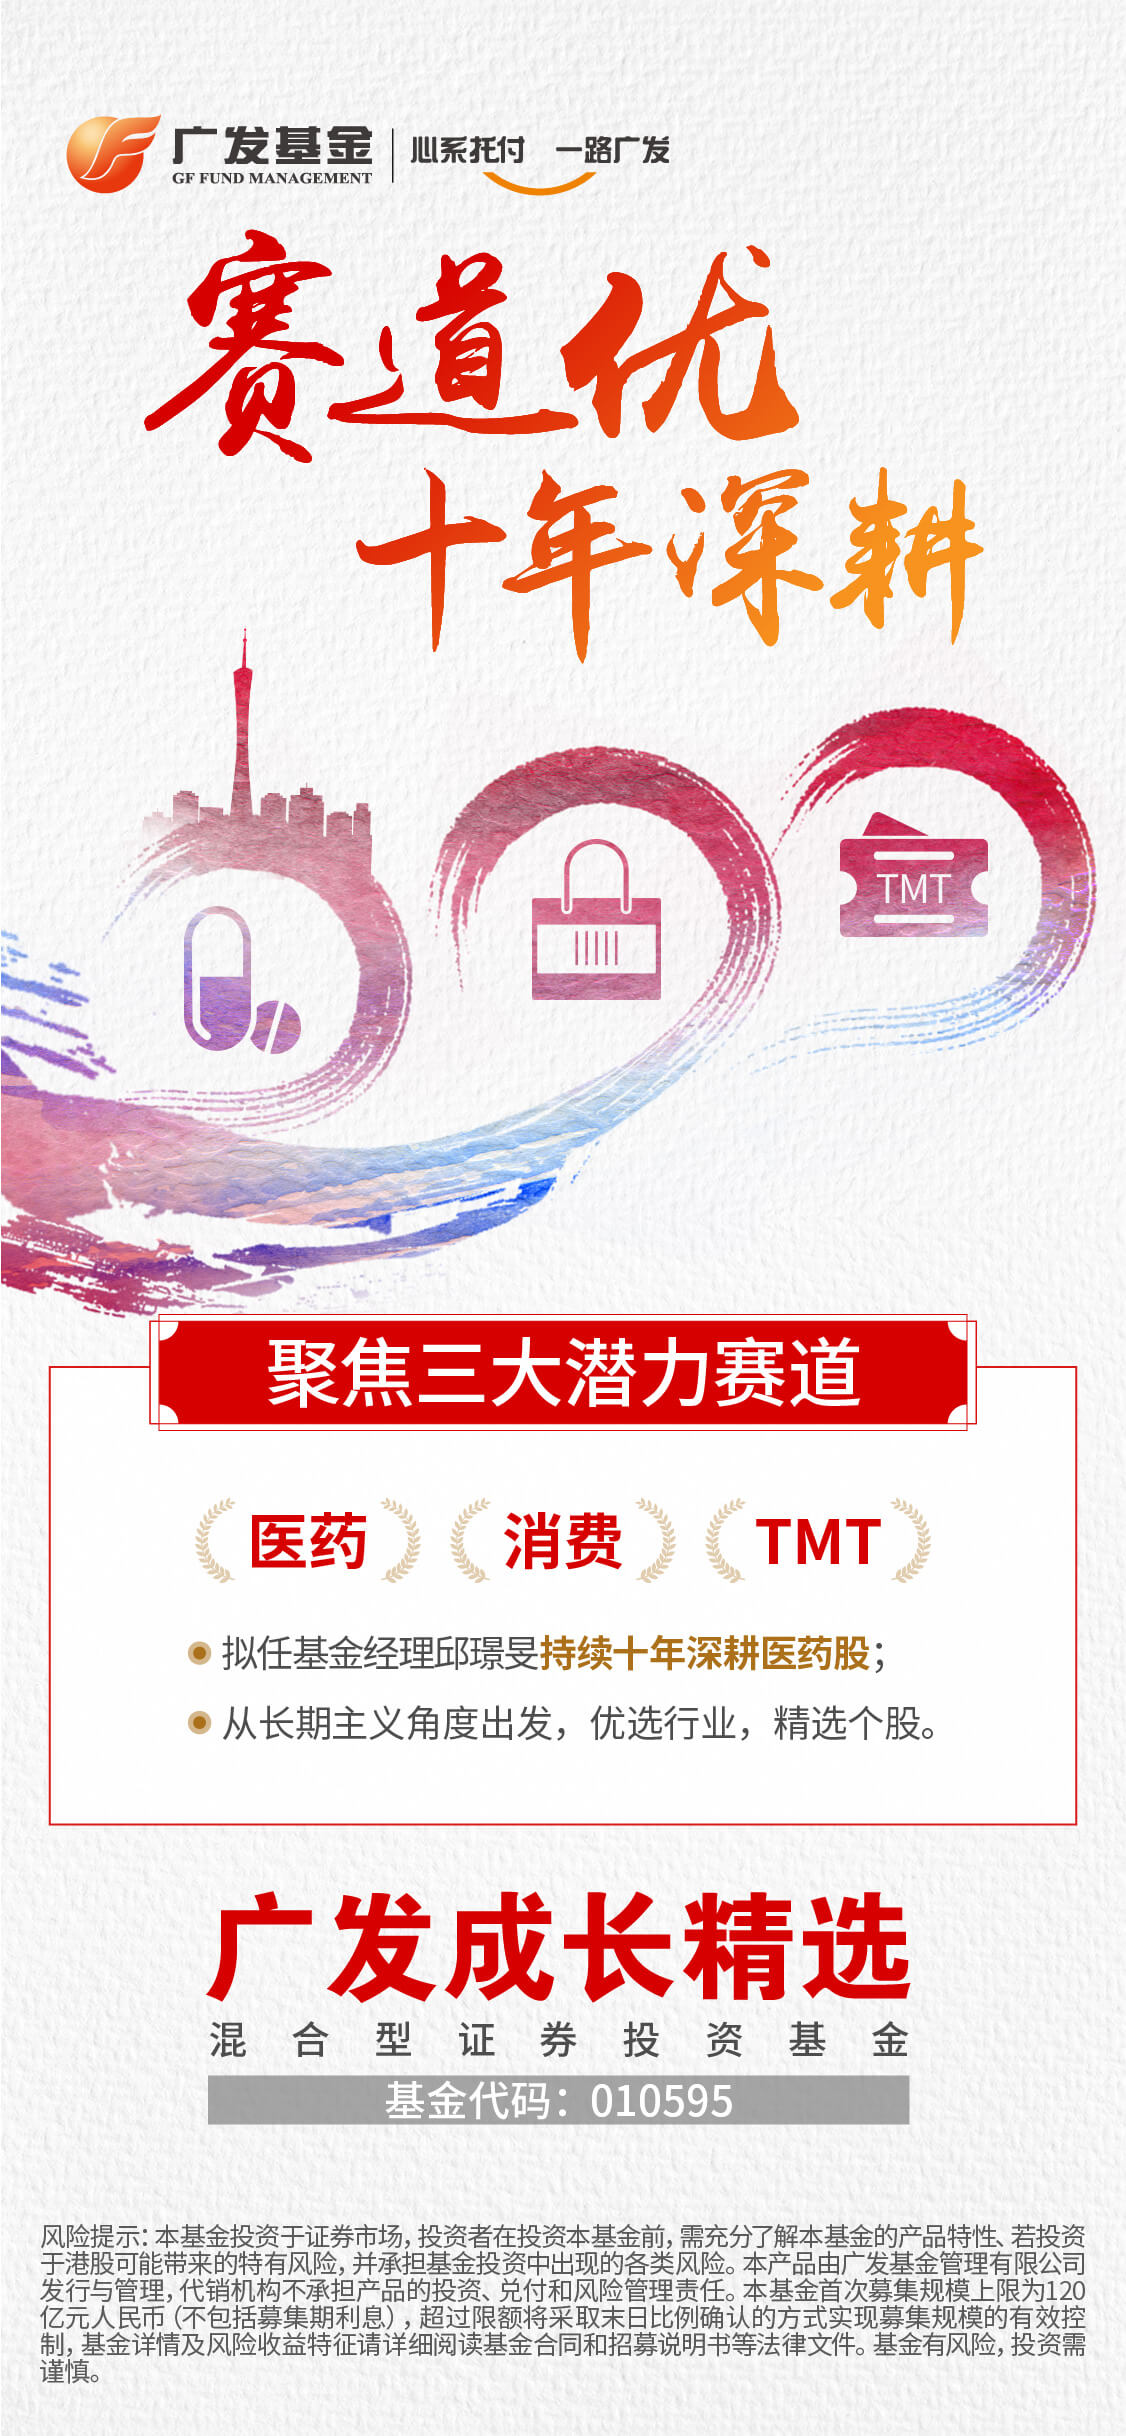 广发基金
GF FUND MANAGEMENT
心系托付 一路广发
赛道优
十年深耕
TMT
聚焦三大潜力赛道
医药 消费 TMT
拟任基金经理邱璟旻持续十年深耕医药股；
从长期主义角度出发，优选行业，精选个股。
广发成长精选
混合型证券投资基金
基金代码：010595
风险提示：本基金投资于证券市场，投资者在投资本基金前，需充分了解本基金的产品特性、若投资
于港股可能带来的特有风险，并承担基金投资中出现的各类风险。本产品由广发基金管理有限公司
发行与管理，代销机构不承担产品的投资、兑付和风险管理责任。本基金首次募集规模上限为120
亿元人民币（不包括募集期利息），超过限额将采取末日比例确认的方式实现募集规模的有效控
制，基金详情及风险收益特征请详细阅读基金合同和招募说明书等法律文件。基金有风险，投资需
谨慎。